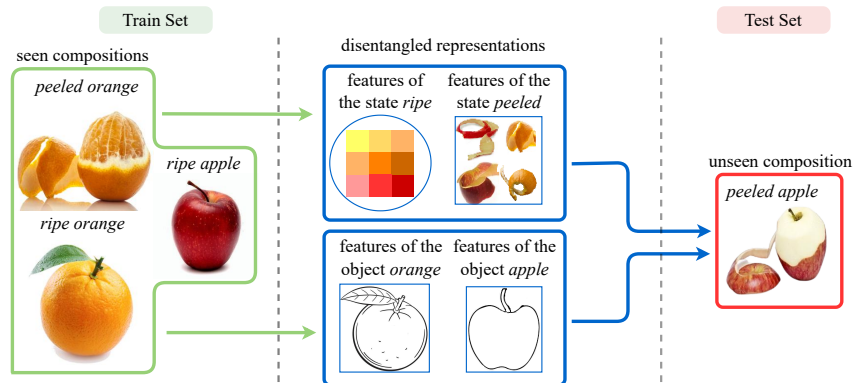 Train Set
Test Set
seen compositions
disentangled representations
peeled orange
features of
the state ripe
features of the
state peeled
ripe apple
unseen composition
peeled apple
ripe orange
features of the
object orange
features of the
object apple